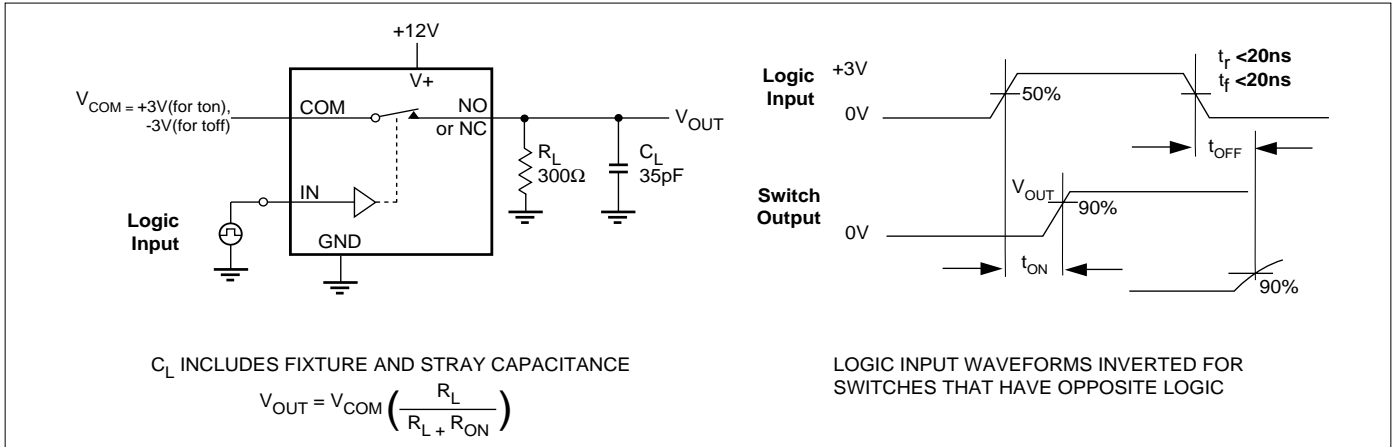 +12V
V+
VCOM = +3V(for ton),
-3V(for toff)
COM
NO
or NC
VOUT
RL
300Ω
CL
35pF
IN
Logic
Input
GND
CL INCLUDES FIXTURE AND STRAY CAPACITANCE
VOUT = VCOM (RL / RL + RON)
Logic
Input
+3V
0V
50%
tr <20ns
tf <20ns
tOFF
Switch
Output
VOUT
90%
0V
tON
90%
LOGIC INPUT WAVEFORMS INVERTED FOR
SWITCHES THAT HAVE OPPOSITE LOGIC